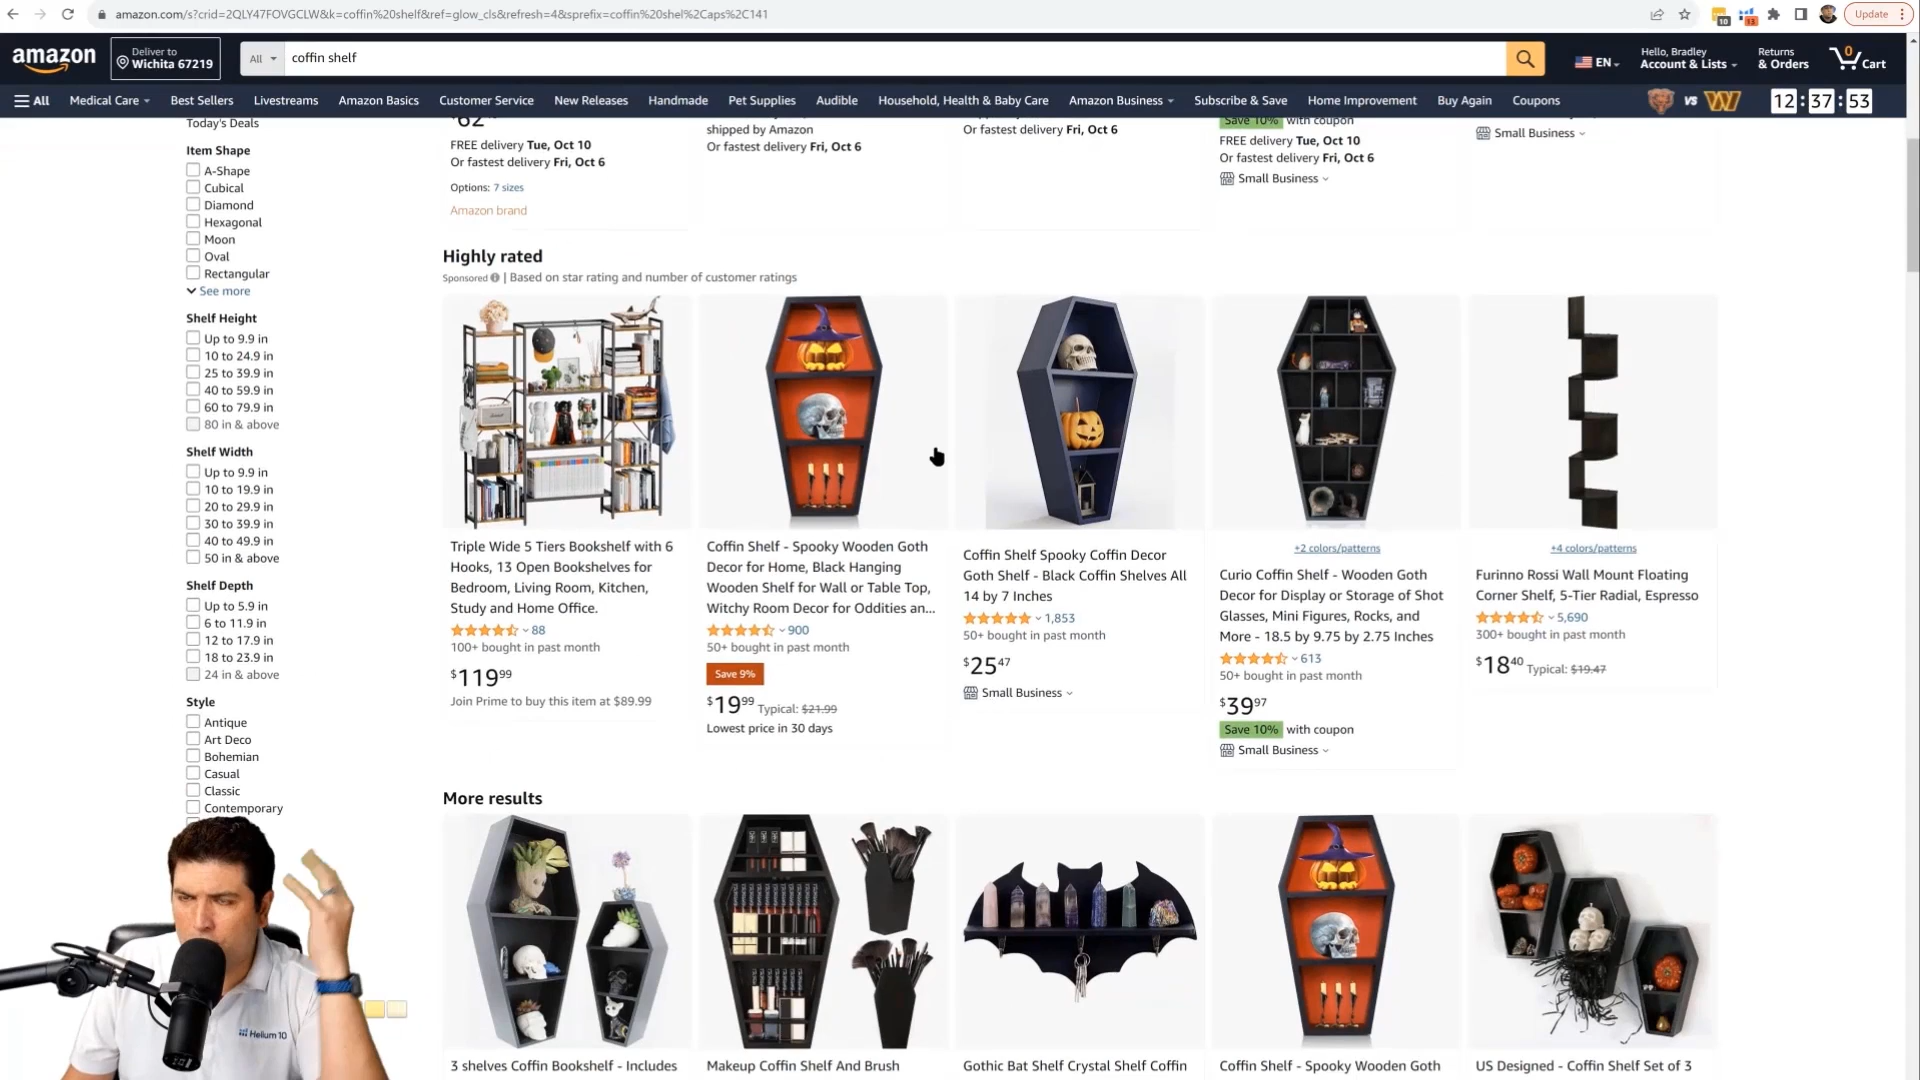 amazon.com/s?crid=2QLY47FOVGCLW&k=coffin%20shelf&ref=glow_cls&refresh=4&sprefix=coffin%20shel%2Caps%2C141
10
13
Update
amazon
Deliver to
Wichita 67219
All
coffin shelf
EN
Hello, Bradley
Account & Lists
Returns
& Orders
0
Cart
All
Medical Care
Best Sellers
Livestreams
Amazon Basics
Customer Service
New Releases
Handmade
Pet Supplies
Audible
Household, Health & Baby Care
Amazon Business
Subscribe & Save
Home Improvement
Buy Again
Coupons
VS
12:37:53
Today's Deals
Item Shape
A-Shape
Cubical
Diamond
Hexagonal
Moon
Oval
Rectangular
See more
Shelf Height
Up to 9.9 in
10 to 24.9 in
25 to 39.9 in
40 to 59.9 in
60 to 79.9 in
80 in & above
Shelf Width
Up to 9.9 in
10 to 19.9 in
20 to 29.9 in
30 to 39.9 in
40 to 49.9 in
50 in & above
Shelf Depth
Up to 5.9 in
6 to 11.9 in
12 to 17.9 in
18 to 23.9 in
24 in & above
Style
Antique
Art Deco
Bohemian
Casual
Classic
Contemporary
$62
FREE delivery Tue, Oct 10
Or fastest delivery Fri, Oct 6
Options: 7 sizes
Amazon brand
shipped by Amazon
Or fastest delivery Fri, Oct 6
Or fastest delivery Fri, Oct 6
Save 10% with coupon
FREE delivery Tue, Oct 10
Or fastest delivery Fri, Oct 6
Small Business
Small Business
Highly rated
Sponsored | Based on star rating and number of customer ratings
Triple Wide 5 Tiers Bookshelf with 6
Hooks, 13 Open Bookshelves for
Bedroom, Living Room, Kitchen,
Study and Home Office.
88
100+ bought in past month
$119.99
Join Prime to buy this item at $89.99
Coffin Shelf - Spooky Wooden Goth
Decor for Home, Black Hanging
Wooden Shelf for Wall or Table Top,
Witchy Room Decor for Oddities an...
900
50+ bought in past month
Save 9%
$19.99 Typical: $21.99
Lowest price in 30 days
Coffin Shelf Spooky Coffin Decor
Goth Shelf - Black Coffin Shelves All
14 by 7 Inches
1,853
50+ bought in past month
$25.47
Small Business
+2 colors/patterns
Curio Coffin Shelf - Wooden Goth
Decor for Display or Storage of Shot
Glasses, Mini Figures, Rocks, and
More - 18.5 by 9.75 by 2.75 Inches
613
50+ bought in past month
$39.97
Save 10% with coupon
Small Business
+4 colors/patterns
Furinno Rossi Wall Mount Floating
Corner Shelf, 5-Tier Radial, Espresso
5,690
300+ bought in past month
$18.40 Typical: $19.47
More results
3 shelves Coffin Bookshelf - Includes
Makeup Coffin Shelf And Brush
Gothic Bat Shelf Crystal Shelf Coffin
Coffin Shelf - Spooky Wooden Goth
US Designed - Coffin Shelf Set of 3
Helium 10